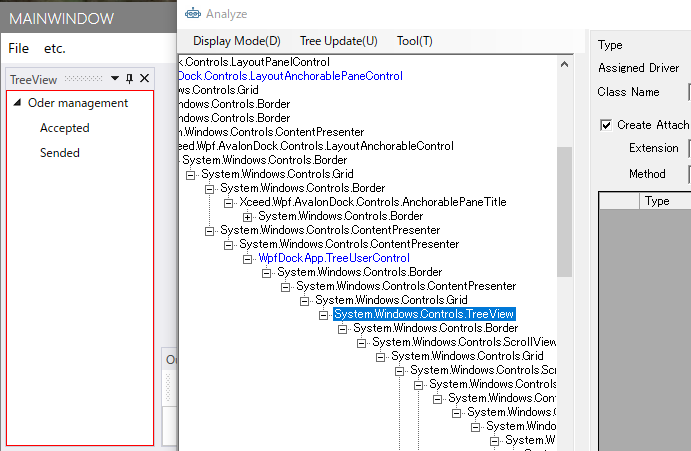 MAINWINDOW
File etc.
TreeView
Oder management
Accepted
Sended
Analyze
Display Mode(D) Tree Update(U) Tool(T)
.Controls.LayoutPanelControl
Dock.Controls.LayoutAnchorablePaneControl
ws.Controls.Grid
ndows.Controls.Border
ndows.Controls.Border
m.Windows.Controls.ContentPresenter
eed.Wpf.AvalonDock.Controls.LayoutAnchorableControl
System.Windows.Controls.Border
System.Windows.Controls.Grid
System.Windows.Controls.Border
Xceed.Wpf.AvalonDock.Controls.AnchorablePaneTitle
System.Windows.Controls.Border
System.Windows.Controls.ContentPresenter
System.Windows.Controls.ContentPresenter
WpfDockApp.TreeUserControl
System.Windows.Controls.Border
System.Windows.Controls.ContentPresenter
System.Windows.Controls.Grid
System.Windows.Controls.TreeView
System.Windows.Controls.Border
System.Windows.Controls.ScrollView
System.Windows.Controls.Grid
System.Windows.Controls.Scr
System.Windows.Controls.
System.Windows.Cont
System.Windows.C
System.Windows.
System.W
Type
Assigned Driver
Class Name
Create Attach
Extension
Method
Type